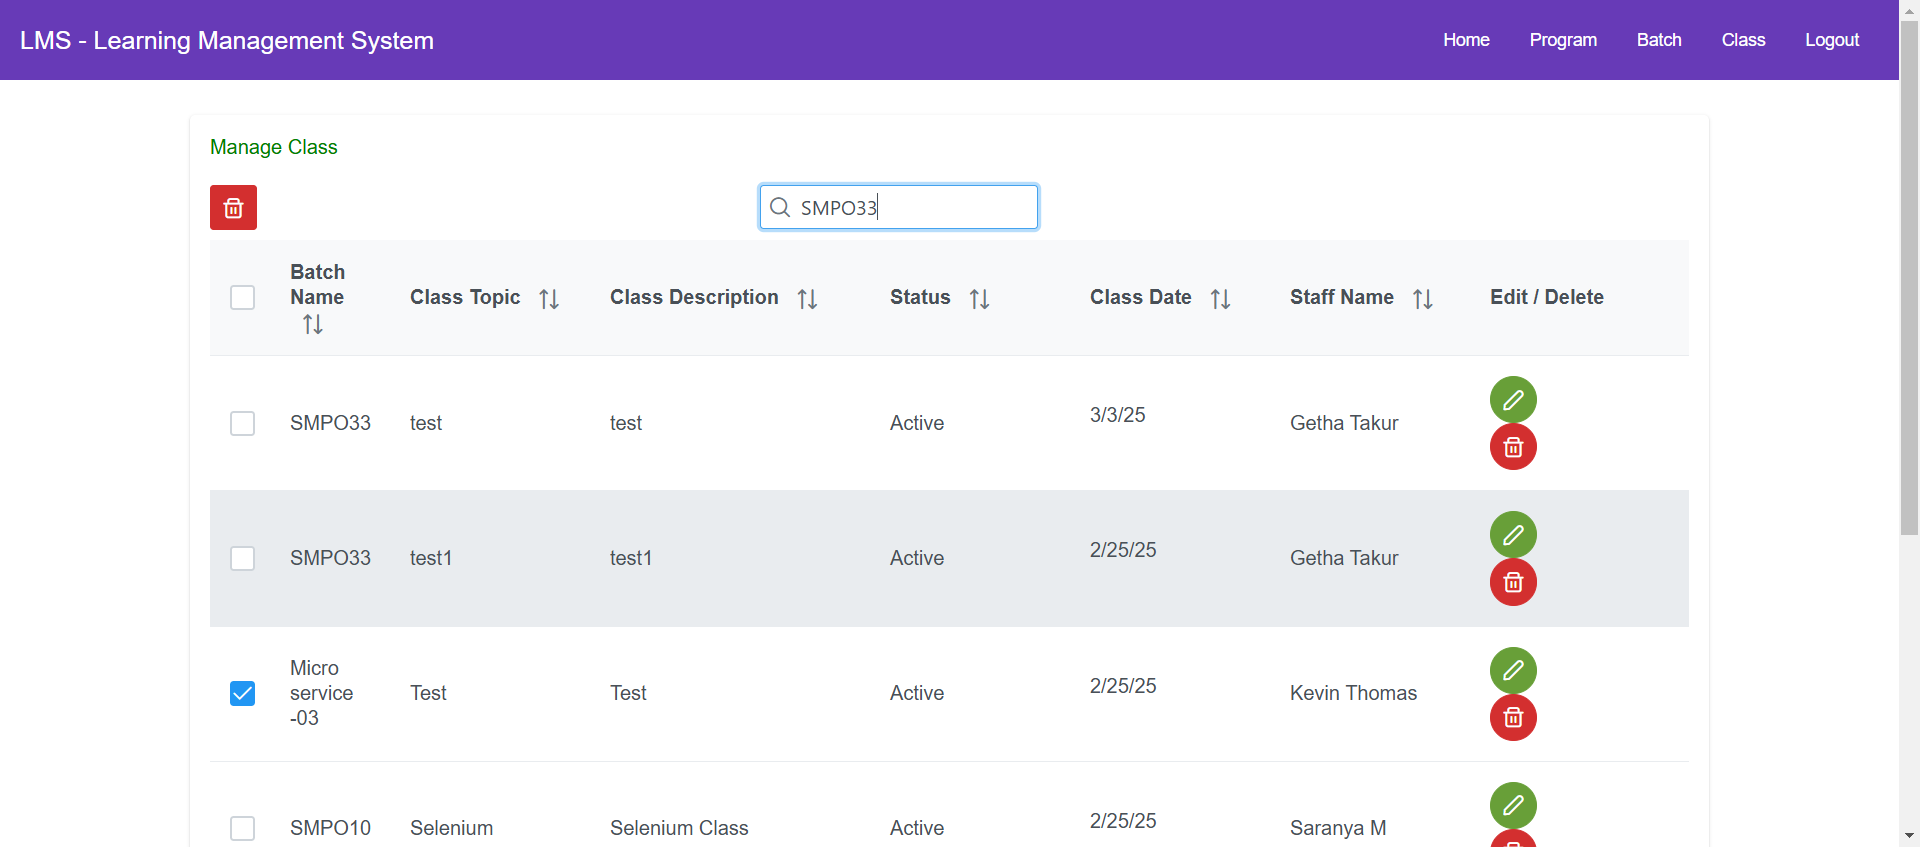 LMS - Learning Management System
Home Program Batch Class Logout
Manage Class
SMPO33
Batch Name Class Topic Class Description Status Class Date Staff Name Edit / Delete
SMPO33 test test Active 3/3/25 Getha Takur
SMPO33 test1 test1 Active 2/25/25 Getha Takur
Micro service -03 Test Test Active 2/25/25 Kevin Thomas
SMPO10 Selenium Selenium Class Active 2/25/25 Saranya M